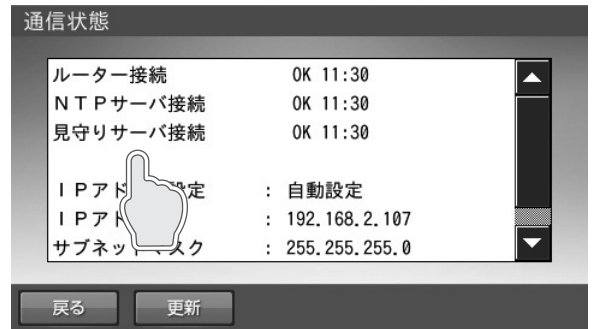 通信状態
ルーター接続 OK 11:30
ＮＴＰサーバ接続 OK 11:30
見守りサーバ接続 OK 11:30
ＩＰアド 定 : 自動設定
ＩＰア : 192.168.2.107
サブネットマスク : 255.255.255.0
戻る 更新